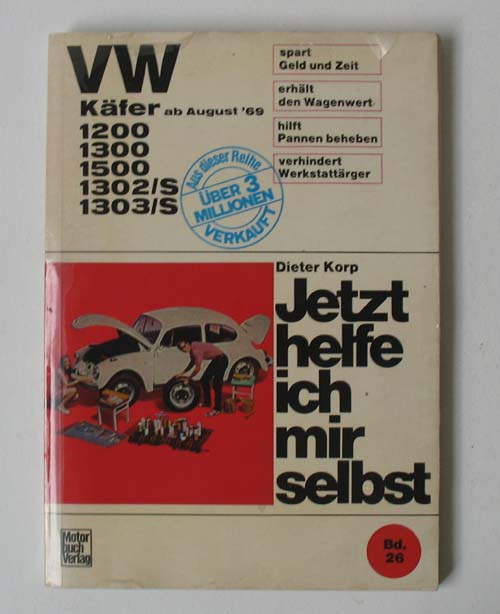 VW
Käfer ab August '69
1200
1300
1500
1302/S
1303/S
spart
Geld und Zeit
erhält
den Wagenwert
hilft
Pannen beheben
verhindert
Werkstattärger
Aus dieser Reihe
ÜBER 3
MILLIONEN
VERKAUFT
Dieter Korp
Jetzt
helfe
ich
mir
selbst
Motor
buch
Verlag
Bd.
26